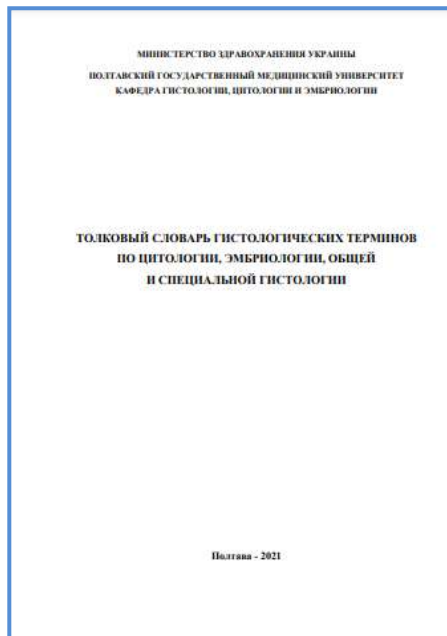 МИНИСТЕРСТВО ЗДРАВОХРАНЕНИЯ УКРАИНЫ
ПОЛТАВСКИЙ ГОСУДАРСТВЕННЫЙ МЕДИЦИНСКИЙ УНИВЕРСИТЕТ
КАФЕДРА ГИСТОЛОГИИ, ЦИТОЛОГИИ И ЭМБРИОЛОГИИ
ТОЛКОВЫЙ СЛОВАРЬ ГИСТОЛОГИЧЕСКИХ ТЕРМИНОВ
ПО ЦИТОЛОГИИ, ЭМБРИОЛОГИИ, ОБЩЕЙ
И СПЕЦИАЛЬНОЙ ГИСТОЛОГИИ
Полтава - 2021